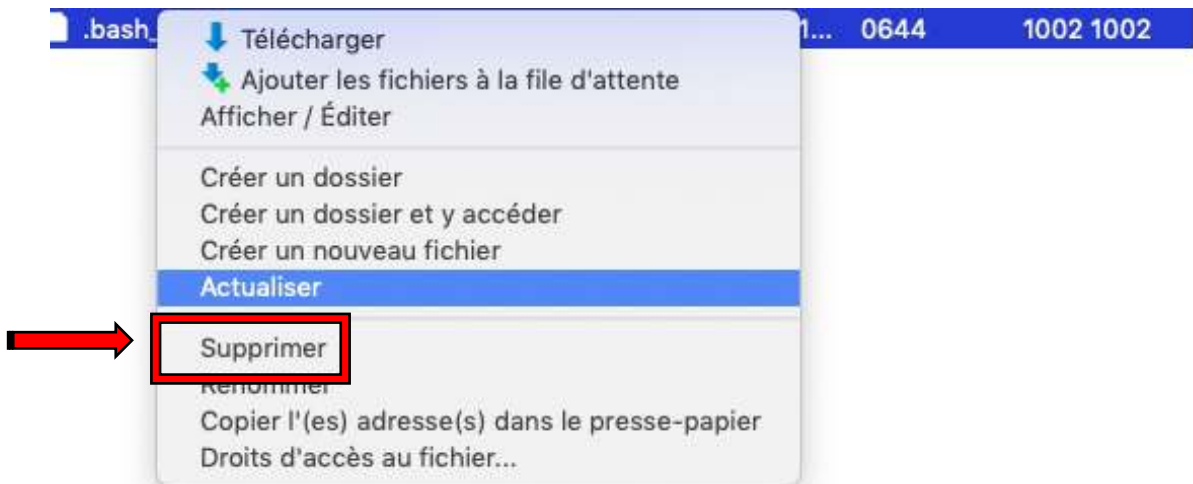 .bash_ 1... 0644 1002 1002
Télécharger
Ajouter les fichiers à la file d'attente
Afficher / Éditer
Créer un dossier
Créer un dossier et y accéder
Créer un nouveau fichier
Actualiser
Supprimer
Renommer
Copier l'(es) adresse(s) dans le presse-papier
Droits d'accès au fichier...